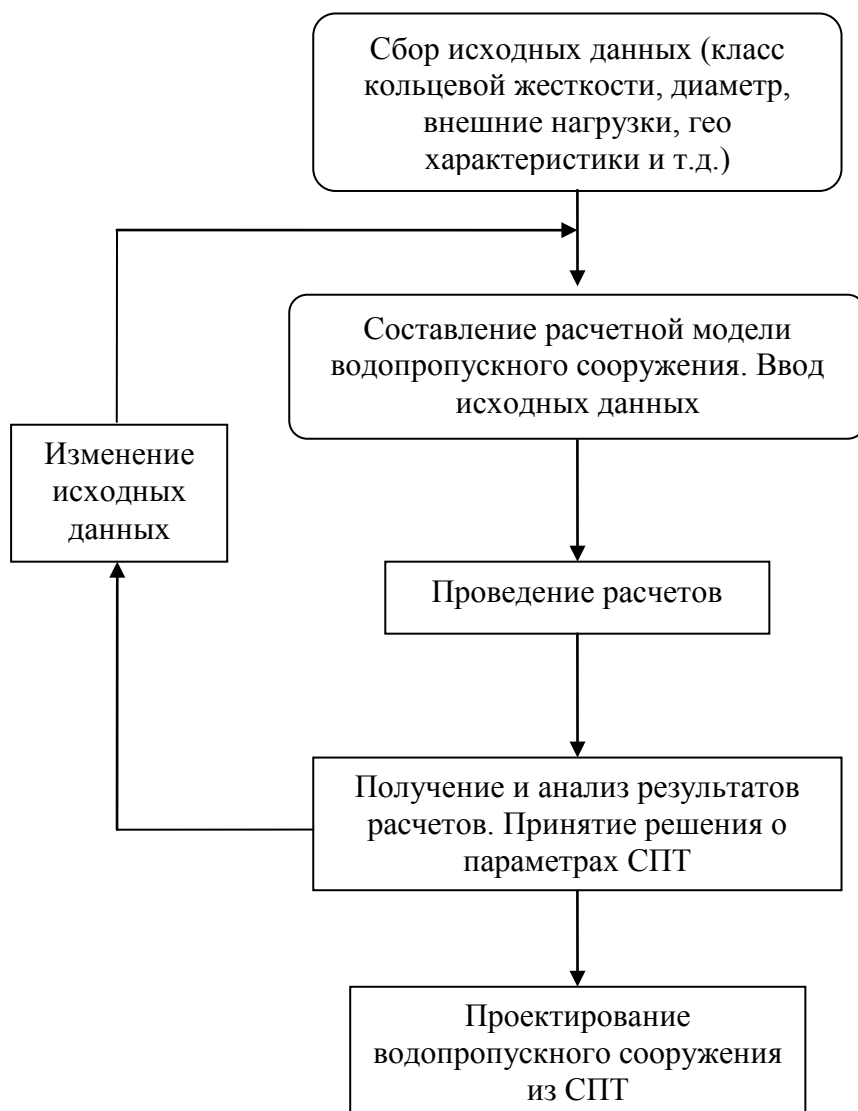 Сбор исходных данных (класс
кольцевой жесткости, диаметр,
внешние нагрузки, гео
характеристики и т.д.)
Составление расчетной модели
водопропускного сооружения. Ввод
исходных данных
Изменение
исходных
данных
Проведение расчетов
Получение и анализ результатов
расчетов. Принятие решения о
параметрах СПТ
Проектирование
водопропускного сооружения
из СПТ